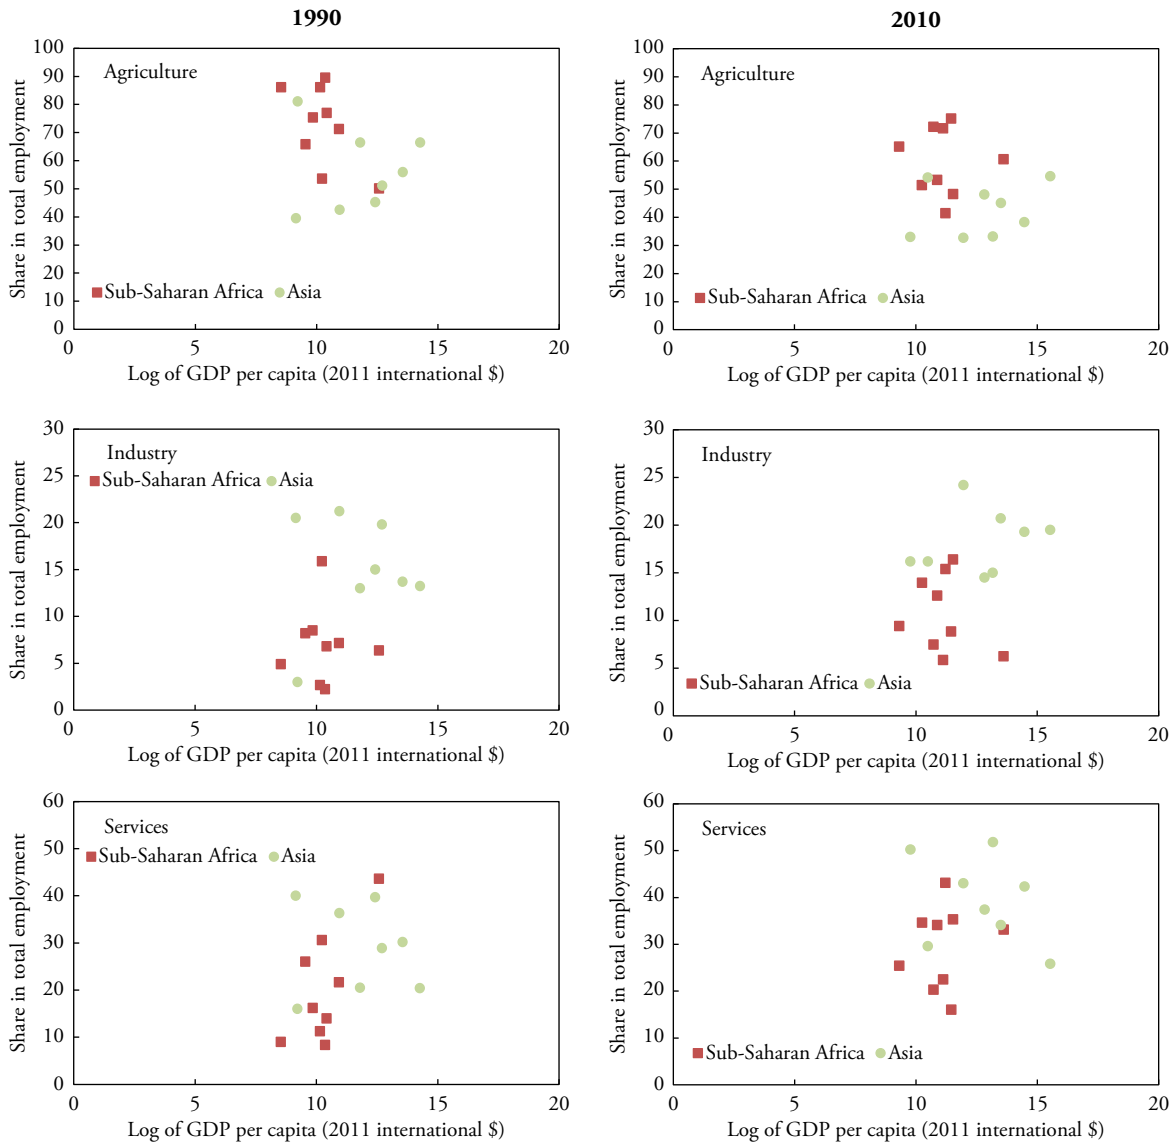 1990
2010
Share in total employment
100
90
80
70
60
50
40
30
20
10
0
Agriculture
Sub-Saharan Africa Asia
0 5 10 15 20
Log of GDP per capita (2011 international $)
Share in total employment
100
90
80
70
60
50
40
30
20
10
0
Agriculture
Sub-Saharan Africa Asia
0 5 10 15 20
Log of GDP per capita (2011 international $)
Share in total employment
30
25
20
15
10
5
0
Industry
Sub-Saharan Africa Asia
0 5 10 15 20
Log of GDP per capita (2011 international $)
Share in total employment
30
25
20
15
10
5
0
Industry
Sub-Saharan Africa Asia
0 5 10 15 20
Log of GDP per capita (2011 international $)
Share in total employment
60
50
40
30
20
10
0
Services
Sub-Saharan Africa Asia
0 5 10 15 20
Log of GDP per capita (2011 international $)
Share in total employment
60
50
40
30
20
10
0
Services
Sub-Saharan Africa Asia
0 5 10 15 20
Log of GDP per capita (2011 international $)